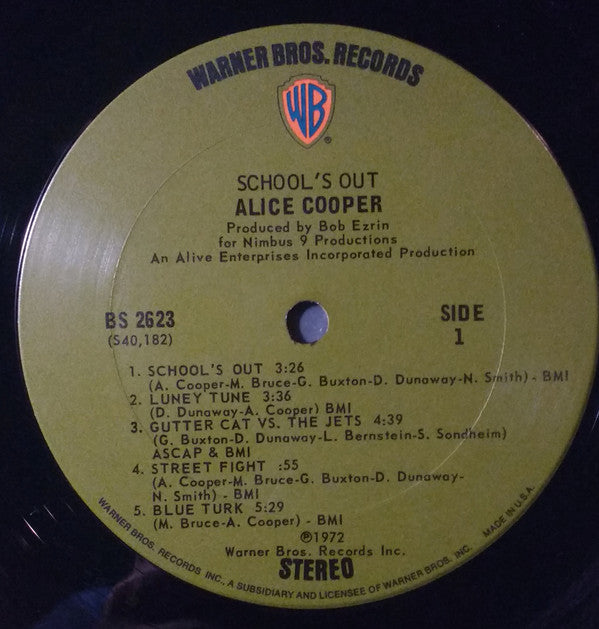 WARNER BROS. RECORDS
WB
®
SCHOOL'S OUT
ALICE COOPER
Produced by Bob Ezrin
for Nimbus 9 Productions
An Alive Enterprises Incorporated Production
BS 2623
(S40,182)
SIDE
1
1. SCHOOL'S OUT 3:26
(A. Cooper-M. Bruce-G. Buxton-D. Dunaway-N. Smith) - BMI
2. LUNEY TUNE 3:36
(D. Dunaway-A. Cooper) BMI
3. GUTTER CAT VS. THE JETS 4:39
(G. Buxton-D. Dunaway-L. Bernstein-S. Sondheim)
ASCAP & BMI
4. STREET FIGHT :55
(A. Cooper-M. Bruce-G. Buxton-D. Dunaway-
N. Smith) - BMI
5. BLUE TURK 5:29
(M. Bruce-A. Cooper) - BMI
℗1972
Warner Bros. Records Inc.
STEREO
WARNER BROS. RECORDS INC., A SUBSIDIARY AND LICENSEE OF WARNER BROS. INC. MADE IN U.S.A.